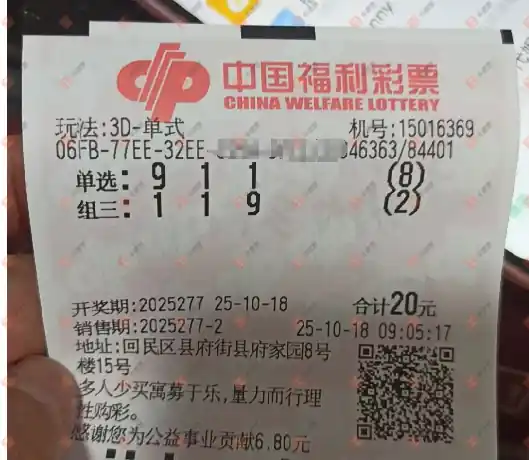 中国福利彩票
CHINA WELFARE LOTTERY
玩法:3D-单式 机号:15016369
06FB-77EE-32EE- 046363/84401
单选: 9 1 1 (8)
组三: 1 1 9 (2)
开奖期:2025277 25-10-18 合计20元
销售期:2025277-2 25-10-18 09:05:17
地址:回民区县府街县府家园8号
楼15号
多人少买寓募于乐,量力而行理
性购彩。
感谢您为公益事业贡献6.80元